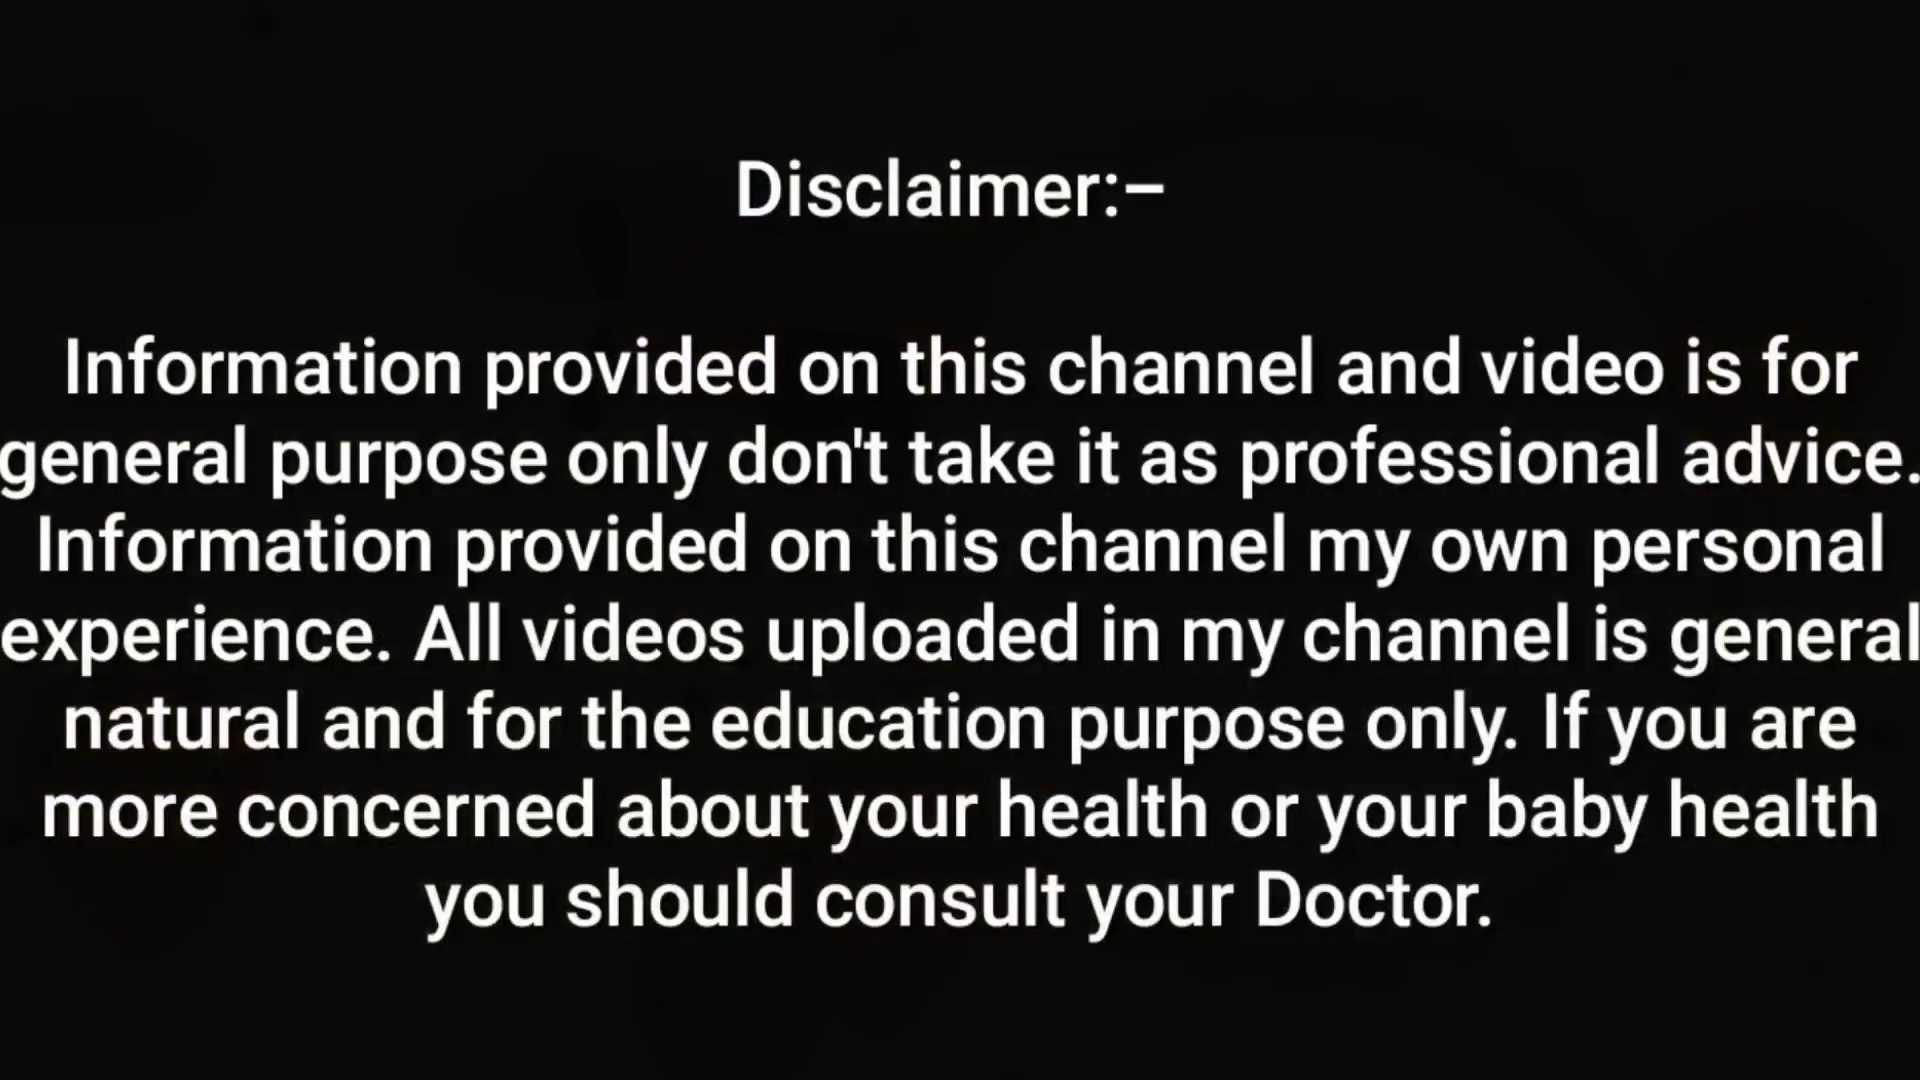 Disclaimer:–
Information provided on this channel and video is for
general purpose only don't take it as professional advice.
Information provided on this channel my own personal
experience. All videos uploaded in my channel is general
natural and for the education purpose only. If you are
more concerned about your health or your baby health
you should consult your Doctor.